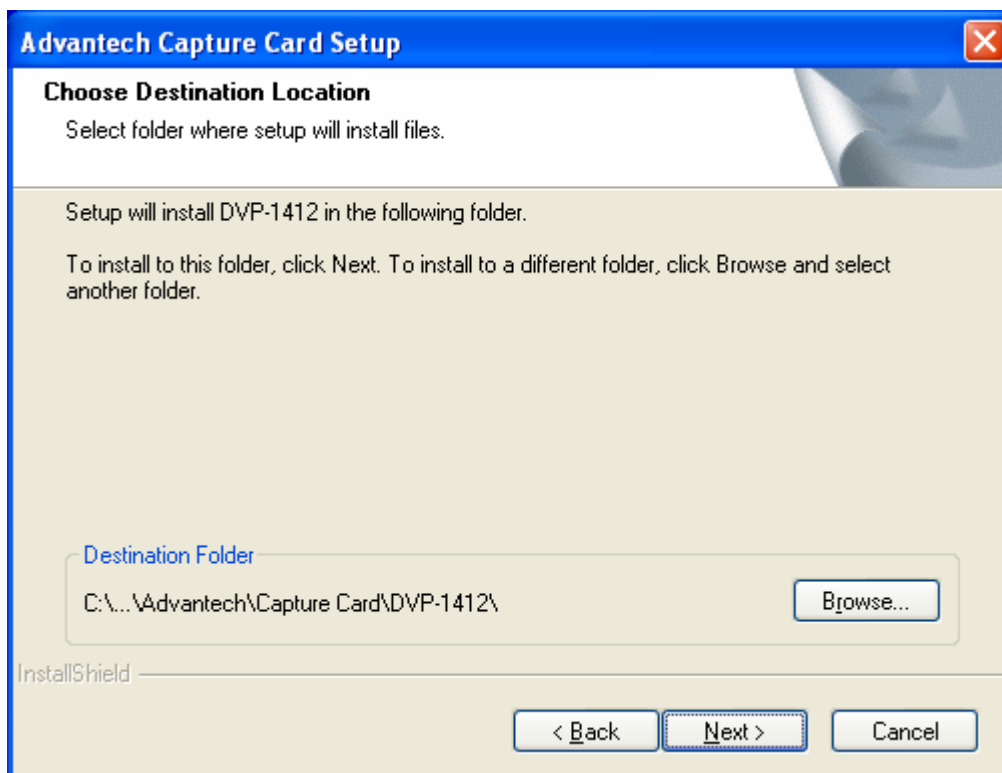 Advantech Capture Card Setup
Choose Destination Location
Select folder where setup will install files.
Setup will install DVP-1412 in the following folder.
To install to this folder, click Next. To install to a different folder, click Browse and select
another folder.
Destination Folder
C:\...\Advantech\Capture Card\DVP-1412\
Browse...
InstallShield
< Back
Next >
Cancel